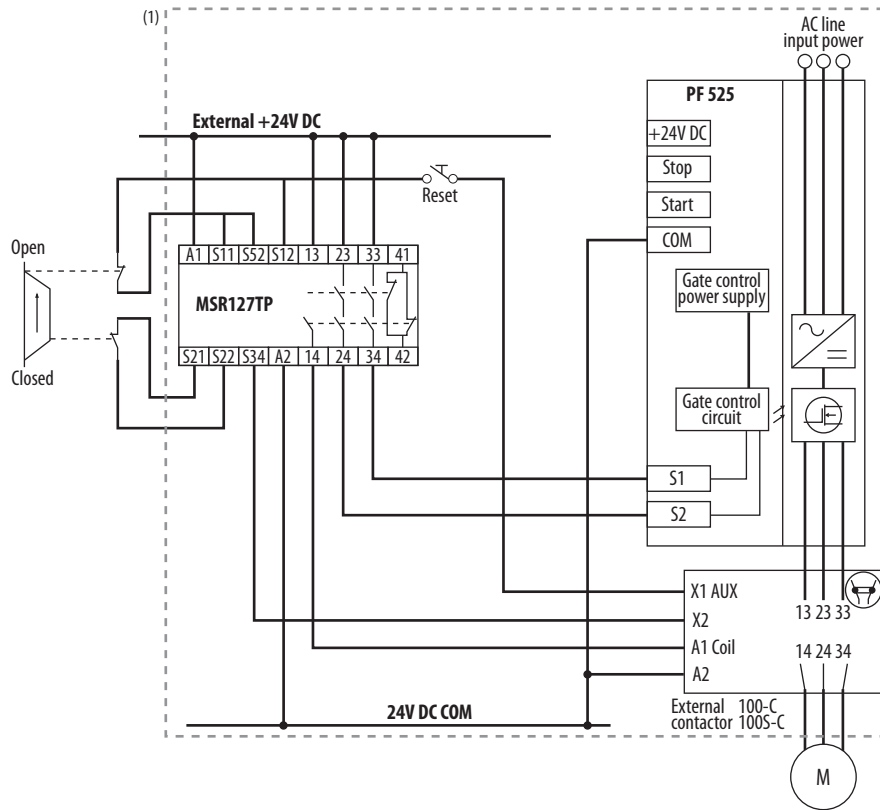 (1)
AC line
input power
PF 525
External +24V DC
+24V DC
Stop
Reset
Start
COM
Open
A1 S11 S52 S12 13 23 33 41
MSR127TP
Gate control
power supply
S21 S22 S34 A2 14 24 34 42
Closed
Gate control
circuit
S1
S2
X1 AUX
13 23 33
X2
A1 Coil
14 24 34
A2
24V DC COM
External 100-C
contactor 100S-C
M